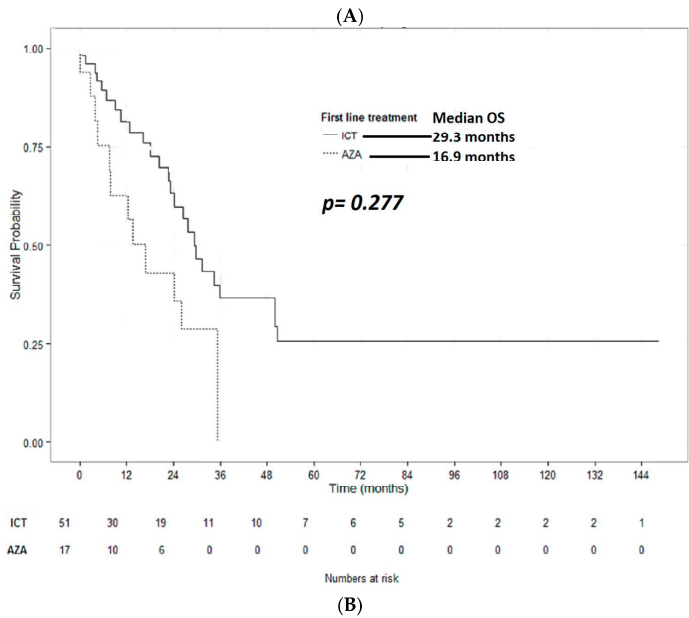 (A)
1.00
0.75
0.50
0.25
0.00
Survival Probability
First line treatment Median OS
ICT 29.3 months
AZA 16.9 months
p= 0.277
0 12 24 36 48 60 72 84 96 108 120 132 144
Time (months)
ICT 51 30 19 11 10 7 6 5 2 2 2 2 1
AZA 17 10 6 0 0 0 0 0 0 0 0 0 0
Numbers at risk
(B)